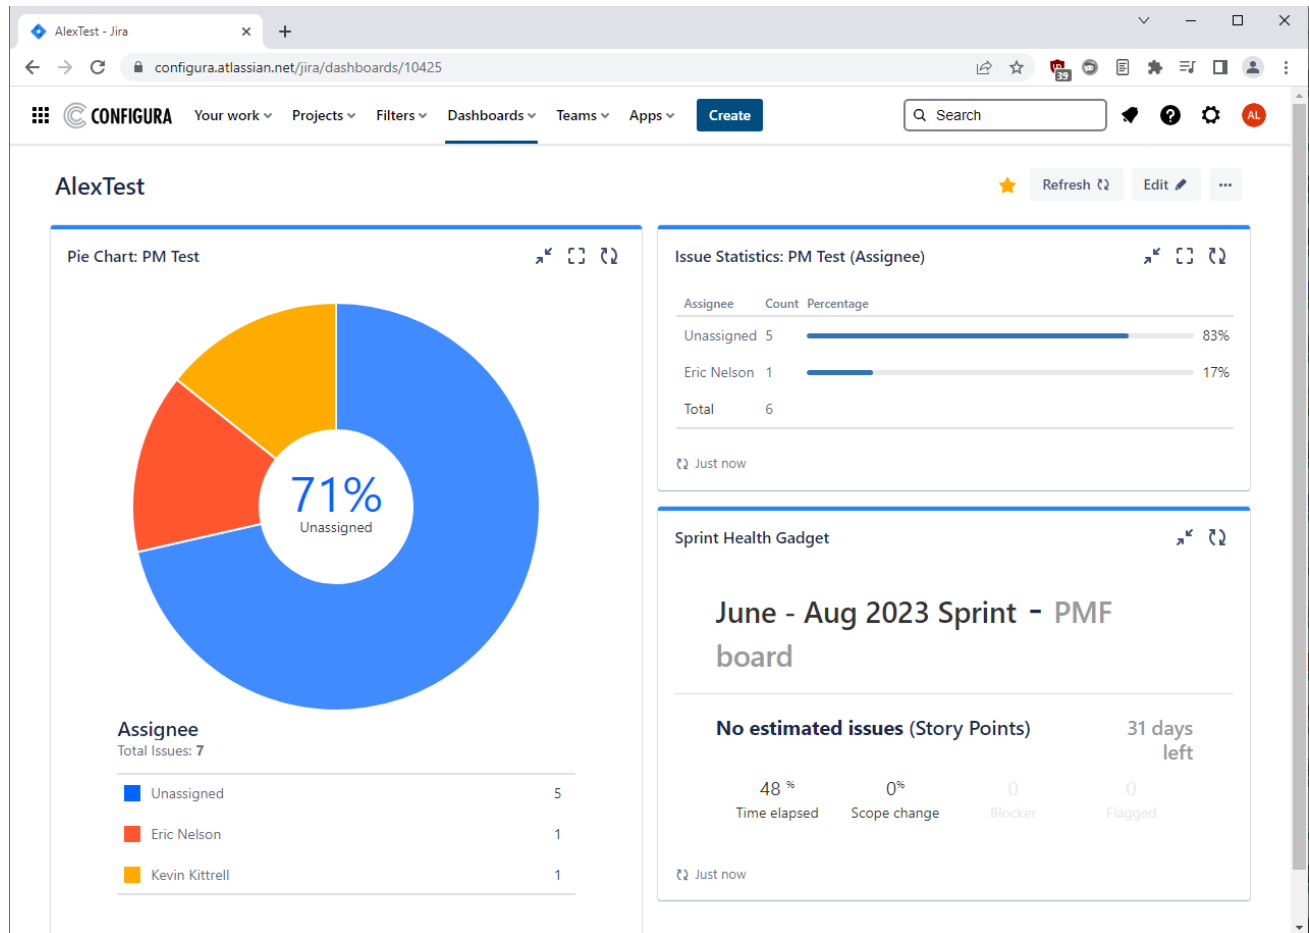 AlexTest - Jira
configura.atlassian.net/jira/dashboards/10425
39
CONFIGURA Your work Projects Filters Dashboards Teams Apps Create Search AL
AlexTest
Refresh Edit
Pie Chart: PM Test
71%
Unassigned
Assignee
Total Issues: 7
Unassigned 5
Eric Nelson 1
Kevin Kittrell 1
Issue Statistics: PM Test (Assignee)
Assignee Count Percentage
Unassigned 5 83%
Eric Nelson 1 17%
Total 6
Just now
Sprint Health Gadget
June - Aug 2023 Sprint - PMF
board
No estimated issues (Story Points) 31 days
left
48 % 0% 0 0
Time elapsed Scope change Blocker Flagged
Just now